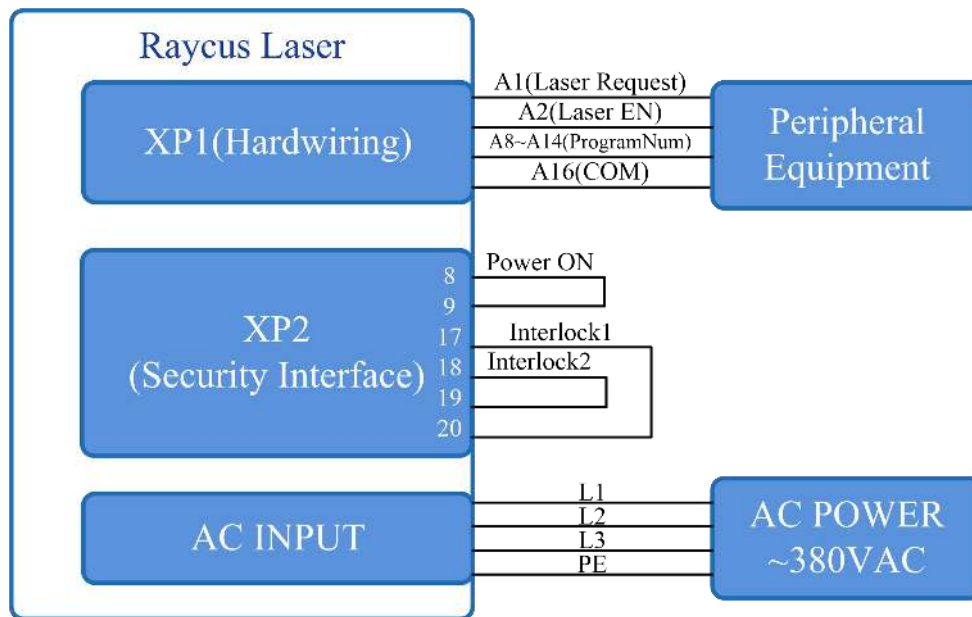 Raycus Laser
XP1(Hardwiring)
A1(Laser Request)
A2(Laser EN)
A8~A14(ProgramNum)
A16(COM)
Peripheral
Equipment
XP2
(Security Interface)
8
9
17
18
19
20
Power ON
Interlock1
Interlock2
AC INPUT
L1
L2
L3
PE
AC POWER
~380VAC